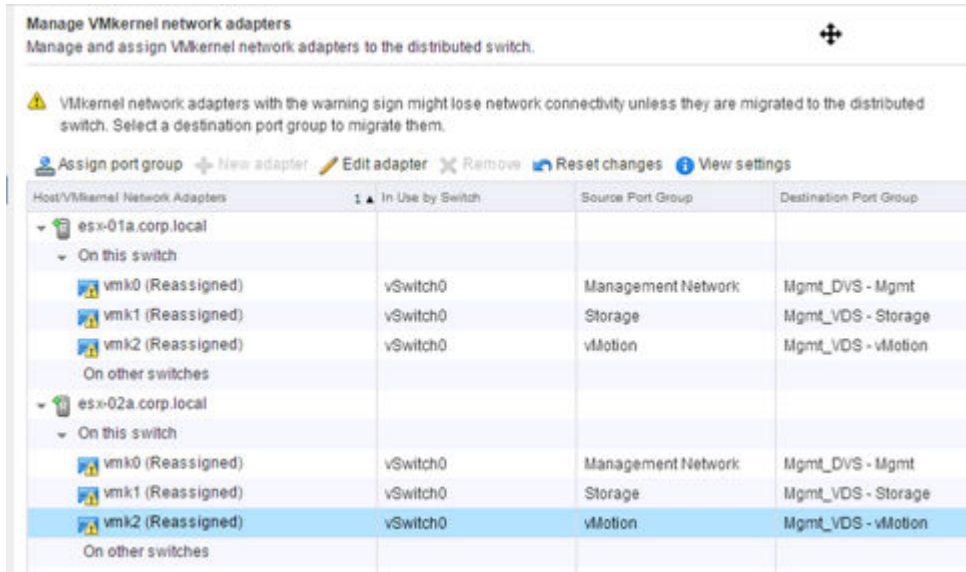 Manage VMkernel network adapters
Manage and assign VMkernel network adapters to the distributed switch.
VMkernel network adapters with the warning sign might lose network connectivity unless they are migrated to the distributed
switch. Select a destination port group to migrate them.
Assign port group New adapter Edit adapter Remove Reset changes View settings
Host/VMkernel Network Adapters 1 ▲ In Use by Switch Source Port Group Destination Port Group
esx-01a.corp.local
On this switch
vmk0 (Reassigned) vSwitch0 Management Network Mgmt_DVS - Mgmt
vmk1 (Reassigned) vSwitch0 Storage Mgmt_VDS - Storage
vmk2 (Reassigned) vSwitch0 vMotion Mgmt_VDS - vMotion
On other switches
esx-02a.corp.local
On this switch
vmk0 (Reassigned) vSwitch0 Management Network Mgmt_DVS - Mgmt
vmk1 (Reassigned) vSwitch0 Storage Mgmt_VDS - Storage
vmk2 (Reassigned) vSwitch0 vMotion Mgmt_VDS - vMotion
On other switches